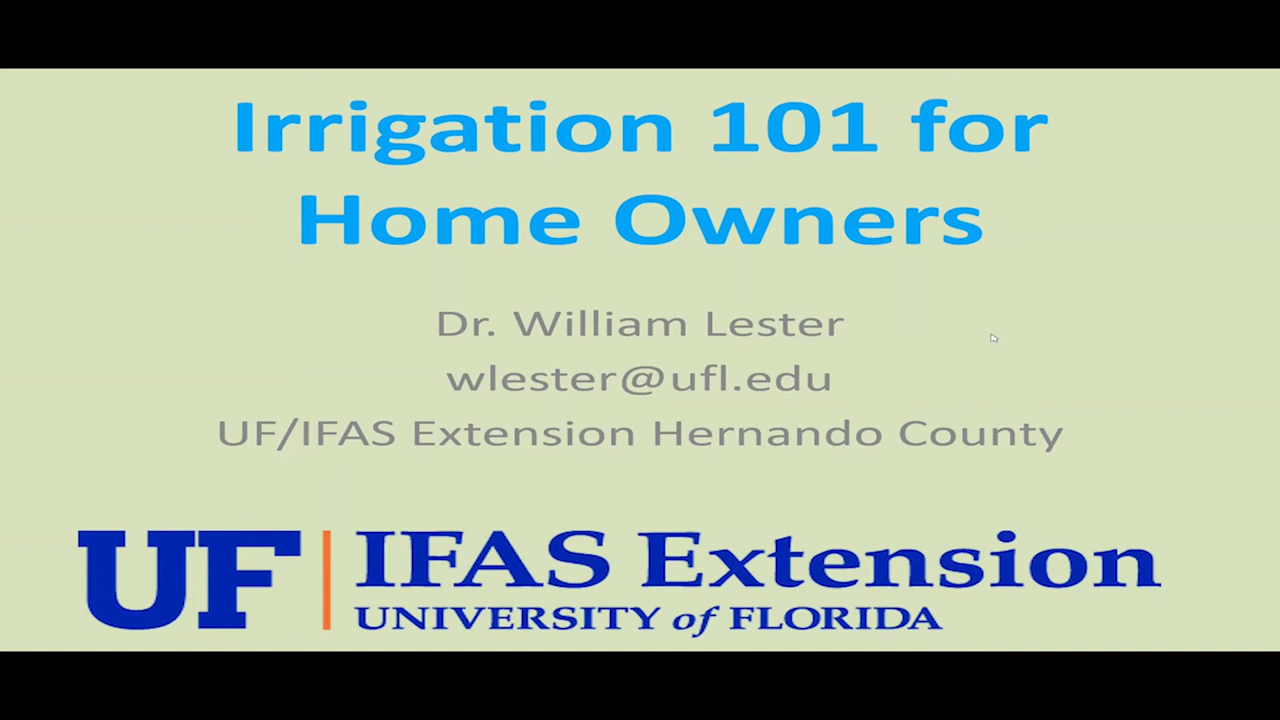 Irrigation 101 for
Home Owners
Dr. William Lester
wlester@ufl.edu
UF/IFAS Extension Hernando County
UF IFAS Extension
UNIVERSITY of FLORIDA